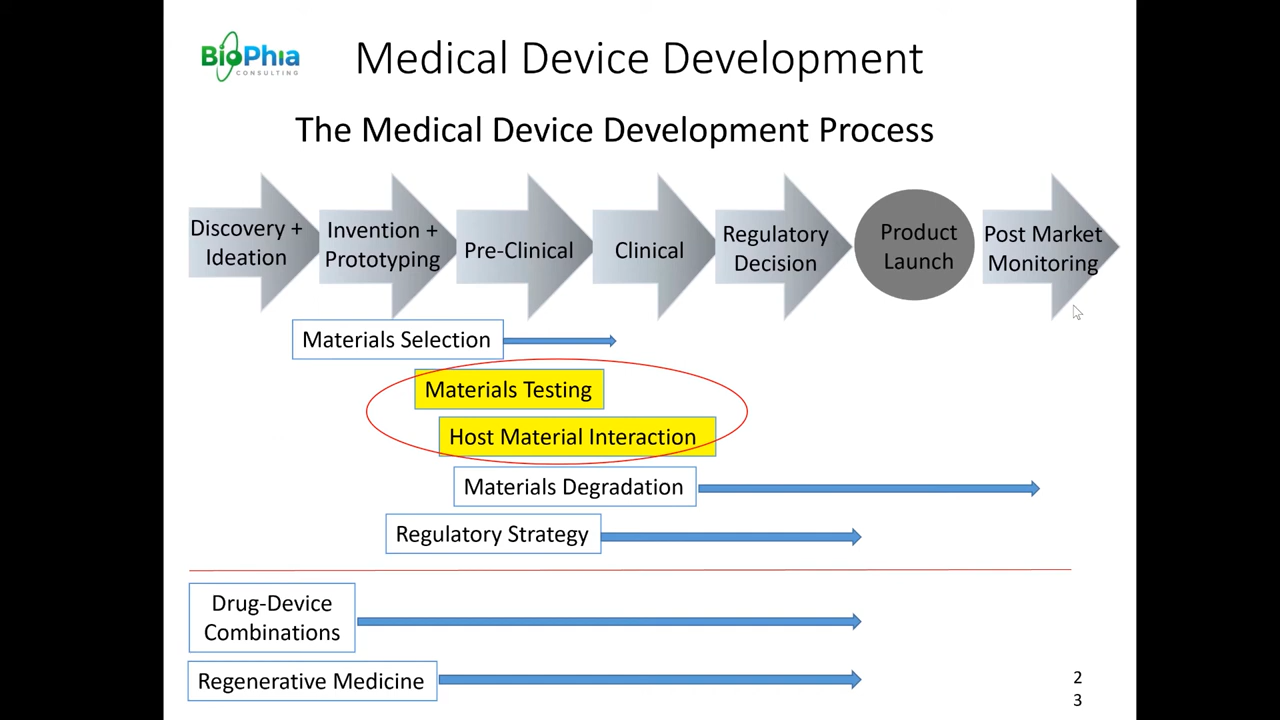 BioPhia
CONSULTING
Medical Device Development
The Medical Device Development Process
Discovery +
Ideation
Invention +
Prototyping
Pre-Clinical
Clinical
Regulatory
Decision
Product
Launch
Post Market
Monitoring
Materials Selection
Materials Testing
Host Material Interaction
Materials Degradation
Regulatory Strategy
Drug-Device
Combinations
Regenerative Medicine
2
3